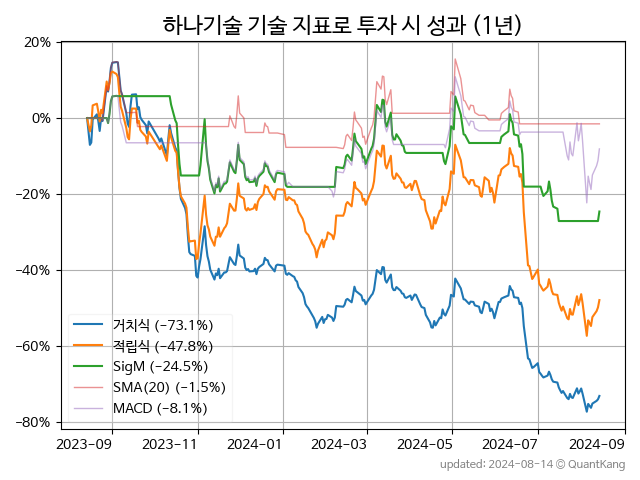 하나기술 기술 지표로 투자 시 성과 (1년)
20%
0%
−20%
−40%
−60%
−80%
거치식 (−73.1%)
적립식 (−47.8%)
SigM (−24.5%)
SMA(20) (−1.5%)
MACD (−8.1%)
2023-09 2023-11 2024-01 2024-03 2024-05 2024-07 2024-09
updated: 2024-08-14 © QuantKang